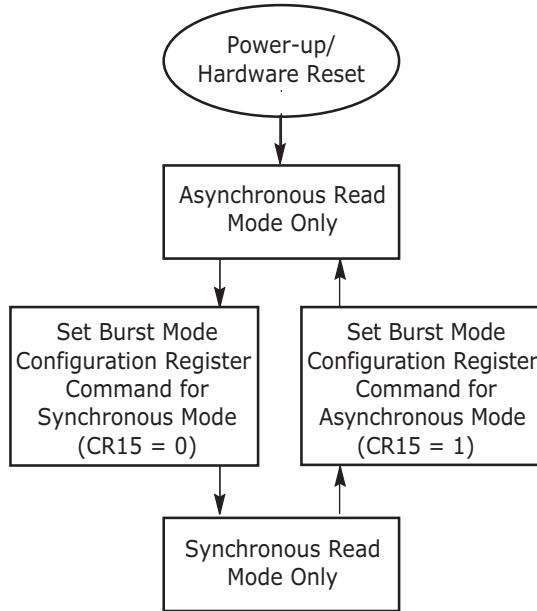 Power-up/
Hardware Reset
Asynchronous Read
Mode Only
Set Burst Mode
Configuration Register
Command for
Synchronous Mode
(CR15 = 0)
Set Burst Mode
Configuration Register
Command for
Asynchronous Mode
(CR15 = 1)
Synchronous Read
Mode Only